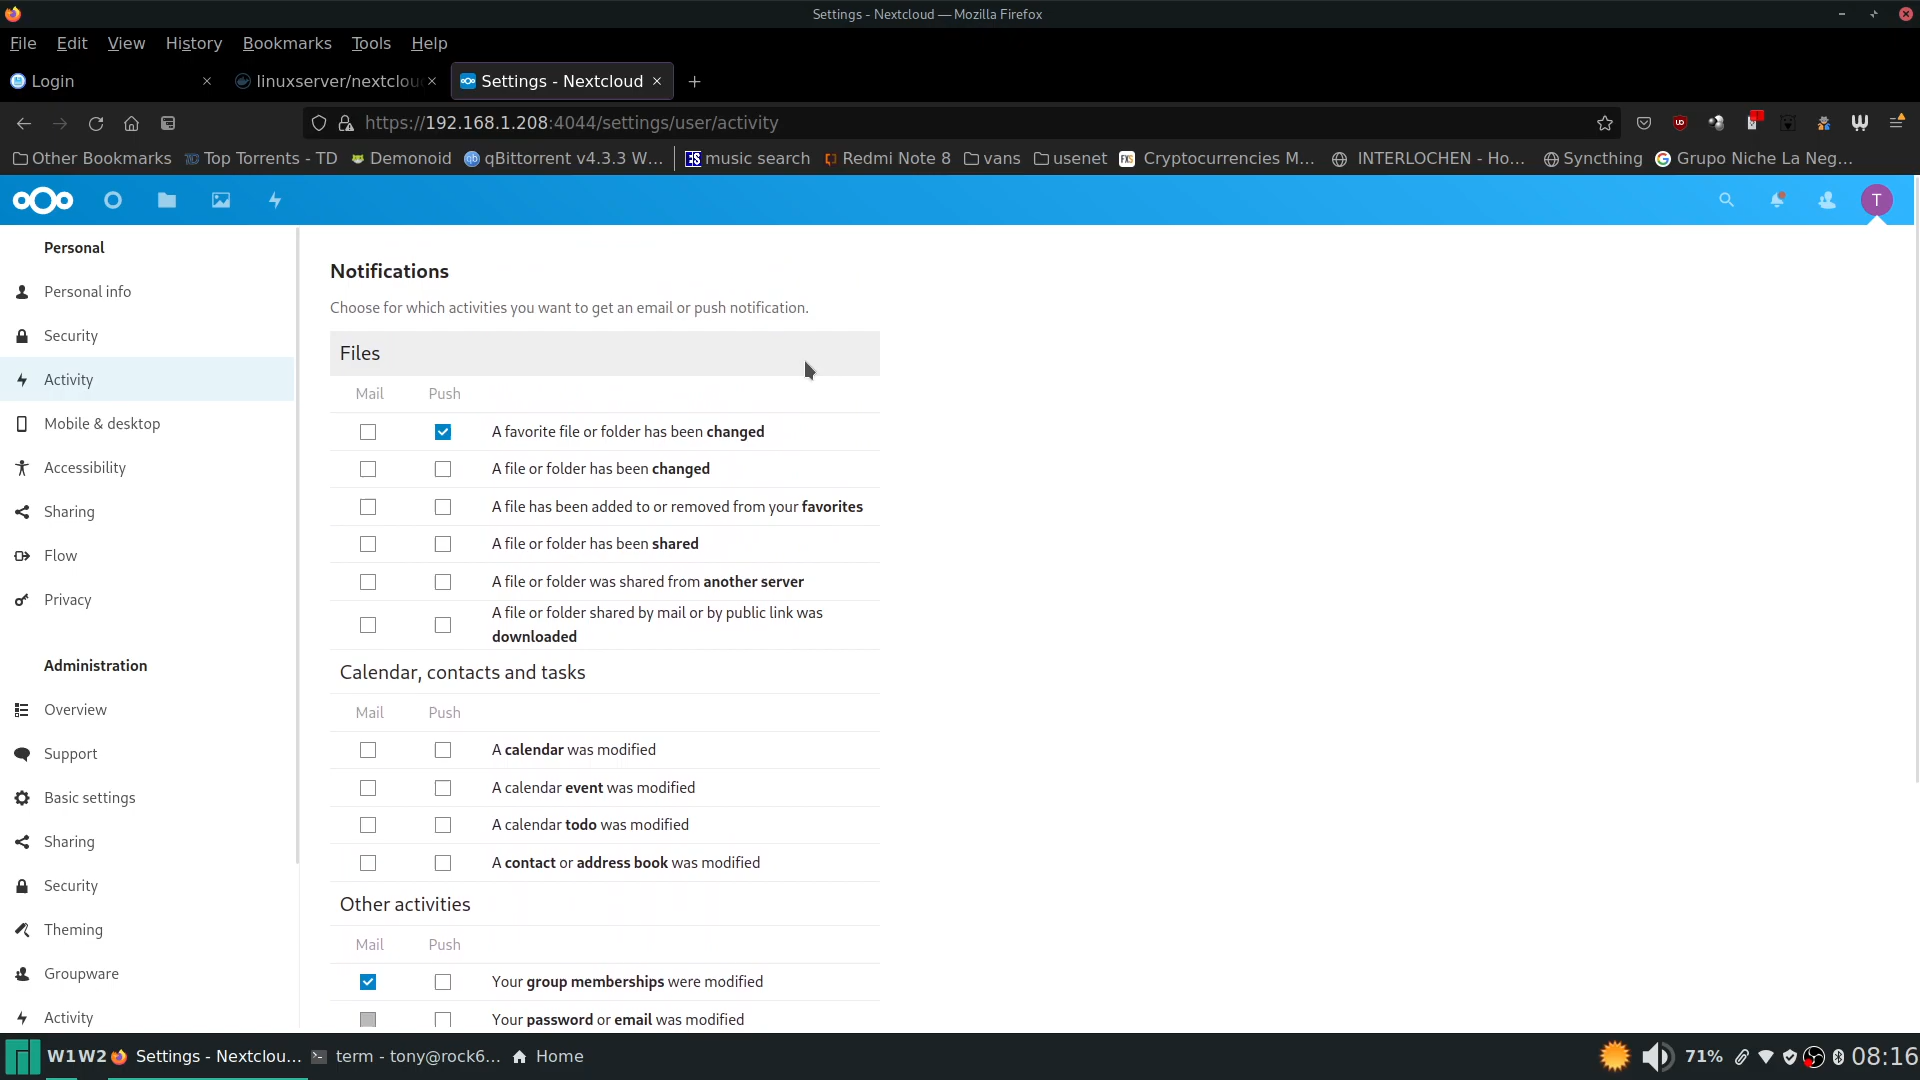 Settings - Nextcloud — Mozilla Firefox
File Edit View History Bookmarks Tools Help
Login
linuxserver/nextclou
Settings - Nextcloud
https://192.168.1.208:4044/settings/user/activity
Other Bookmarks
Top Torrents - TD
Demonoid
qBittorrent v4.3.3 W...
music search
Redmi Note 8
vans
usenet
Cryptocurrencies M...
INTERLOCHEN - Ho...
Syncthing
Grupo Niche La Neg...
T
Personal
Personal info
Security
Activity
Mobile & desktop
Accessibility
Sharing
Flow
Privacy
Administration
Overview
Support
Basic settings
Sharing
Security
Theming
Groupware
Activity
Notifications
Choose for which activities you want to get an email or push notification.
Files
Mail Push
A favorite file or folder has been changed
A file or folder has been changed
A file has been added to or removed from your favorites
A file or folder has been shared
A file or folder was shared from another server
A file or folder shared by mail or by public link was
downloaded
Calendar, contacts and tasks
Mail Push
A calendar was modified
A calendar event was modified
A calendar todo was modified
A contact or address book was modified
Other activities
Mail Push
Your group memberships were modified
Your password or email was modified
W1 W2 Settings - Nextclou... term - tony@rock6... Home
71% 08:16